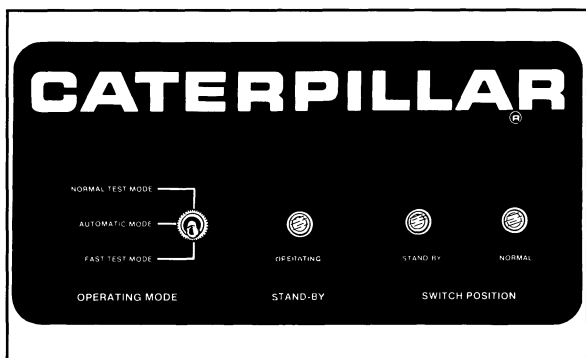 CATERPILLAR
®
NORMAL TEST MODE
AUTOMATIC MODE
FAST TEST MODE
OPERATING
STAND-BY
NORMAL
OPERATING MODE
STAND-BY
SWITCH POSITION